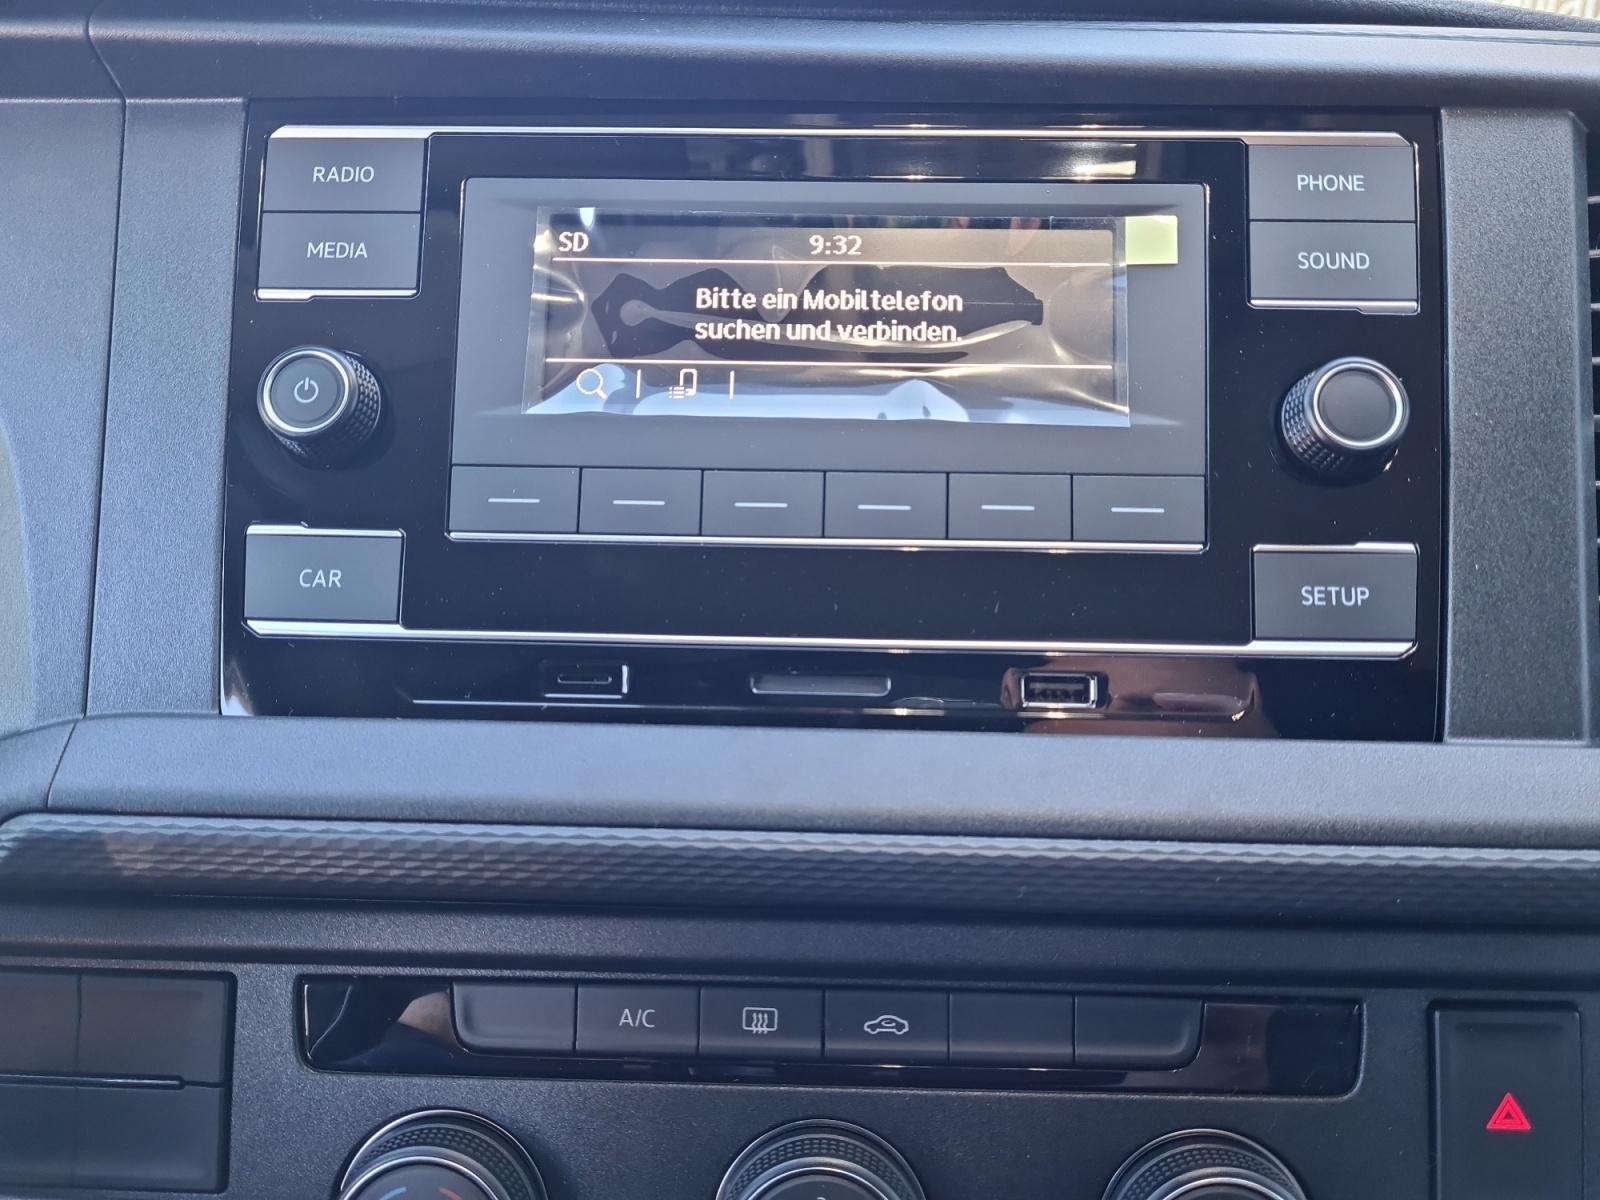 RADIO
PHONE
MEDIA
SOUND
SD 9:32
Bitte ein Mobiltelefon
suchen und verbinden.
CAR
SETUP
A/C